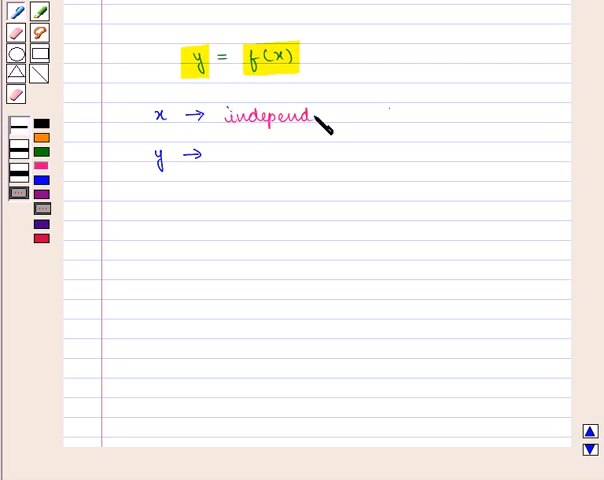 y = f(x)
x → independ
y →